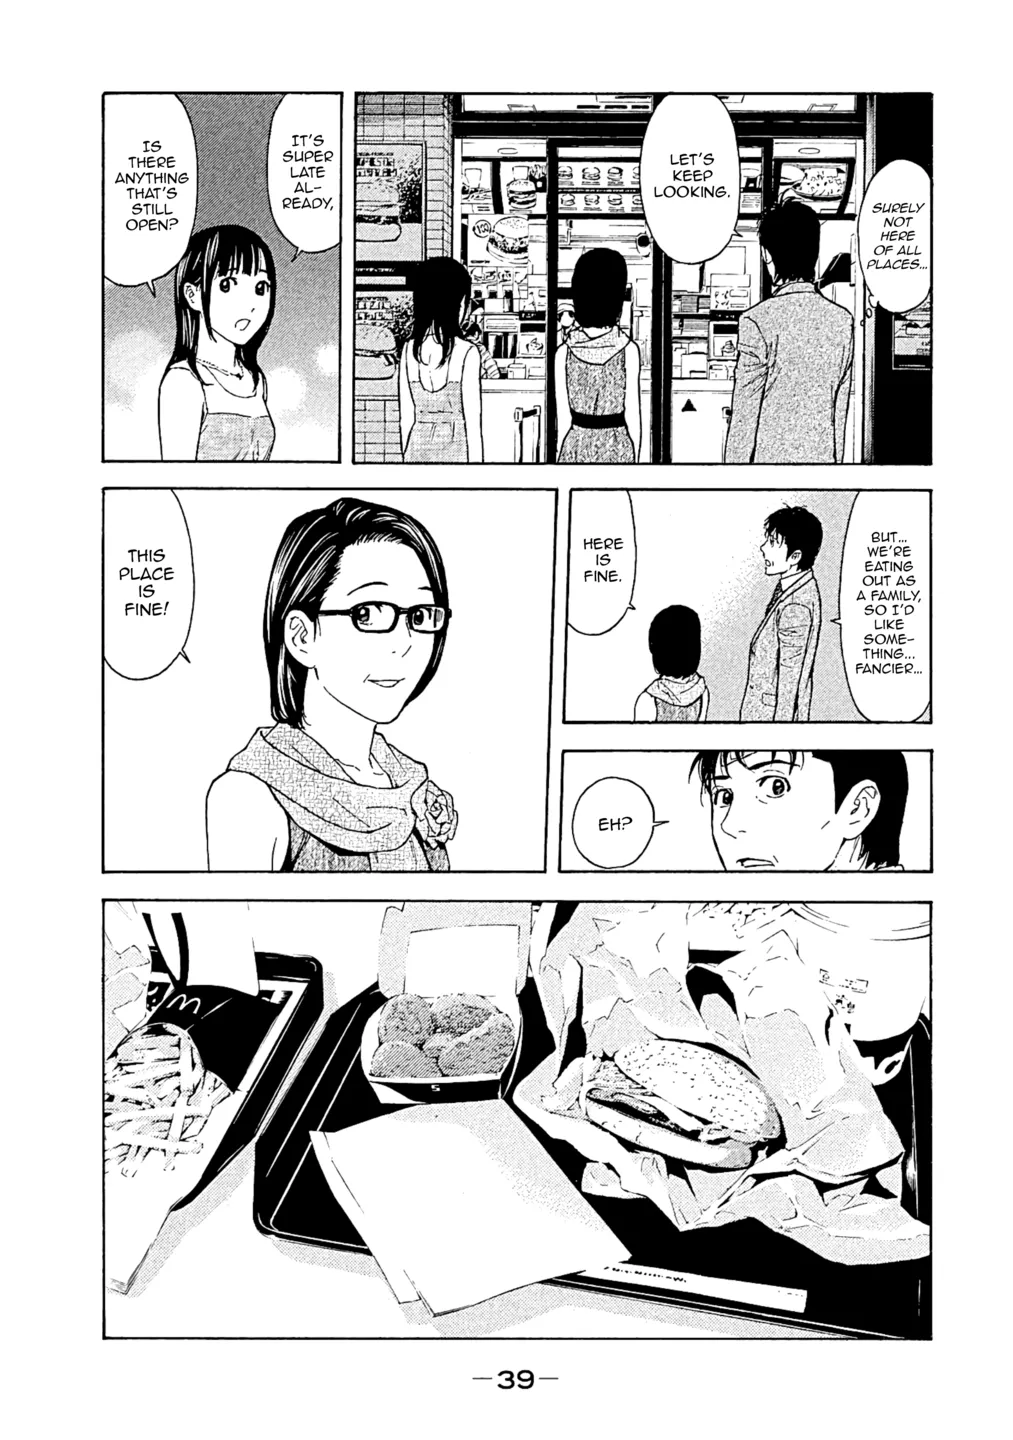 IT'S
SUPER
LATE
AL-
READY,
IS
THERE
ANYTHING
THAT'S
STILL
OPEN?
SURELY
NOT
HERE
OF ALL
PLACES...
LET'S
KEEP
LOOKING.
BUT...
WE'RE
EATING
OUT AS
A FAMILY,
SO I'D
LIKE
SOME-
THING...
FANCIER...
HERE
IS
FINE.
THIS
PLACE
IS
FINE!
EH?
5
-39-